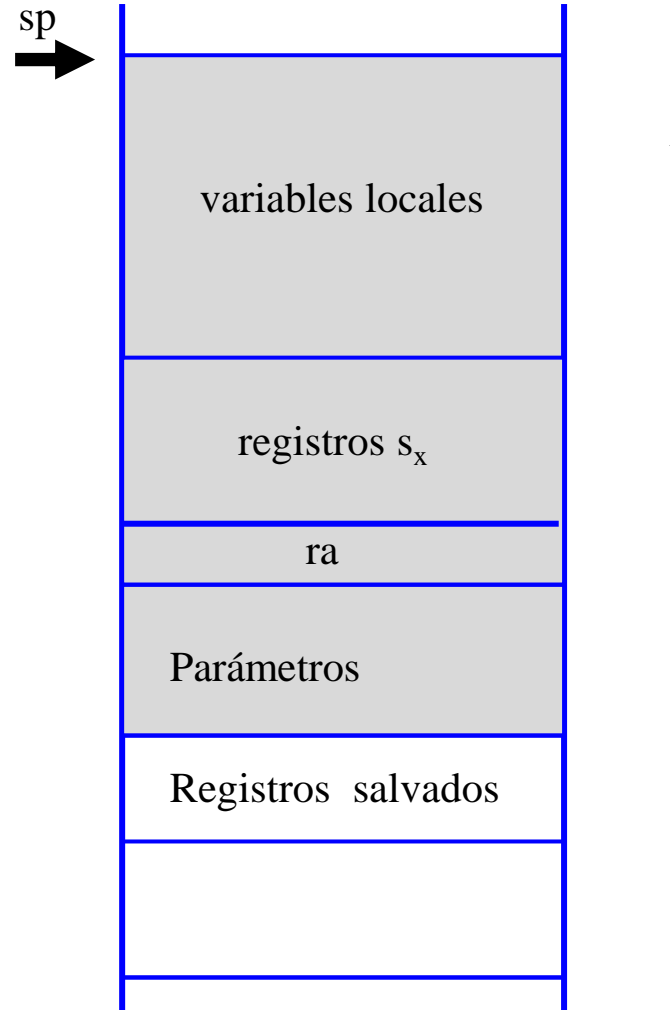 sp
variables locales
registros sₓ
ra
Parámetros
Registros salvados